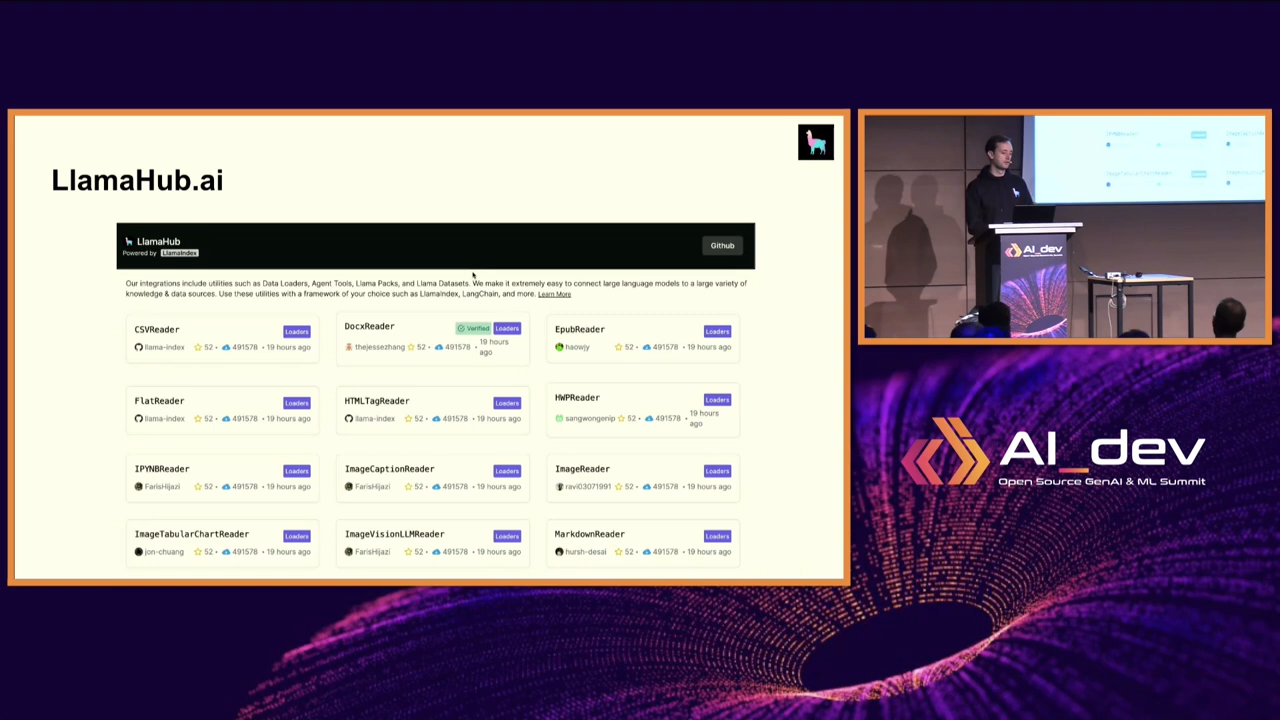 LlamaHub.ai
LlamaHub
Powered by LlamaIndex
Github
Our integrations include utilities such as Data Loaders, Agent Tools, Llama Packs, and Llama Datasets. We make it extremely easy to connect large language models to a large variety of
knowledge & data sources. Use these utilities with a framework of your choice such as LlamaIndex, LangChain, and more. Learn More
CSVReader Loaders
llama-index 52 • 491578 • 19 hours ago
DocxReader Verified Loaders
thejessezhang 52 • 491578 • 19 hours
ago
EpubReader Loaders
haowjy 52 • 491578 • 19 hours ago
FlatReader Loaders
llama-index 52 • 491578 • 19 hours ago
HTMLTagReader Loaders
llama-index 52 • 491578 • 19 hours ago
HWPReader Loaders
sangwongenip 52 • 491578 • 19 hours
ago
IPYNBReader Loaders
FarisHijazi 52 • 491578 • 19 hours ago
ImageCaptionReader Loaders
FarisHijazi 52 • 491578 • 19 hours ago
ImageReader Loaders
ravi03071991 52 • 491578 • 19 hours ago
ImageTabularChartReader Loaders
jon-chuang 52 • 491578 • 19 hours ago
ImageVisionLLMReader Loaders
FarisHijazi 52 • 491578 • 19 hours ago
MarkdownReader Loaders
hursh-desai 52 • 491578 • 19 hours ago
AI_dev
AI_dev
Open Source GenAI & ML Summit